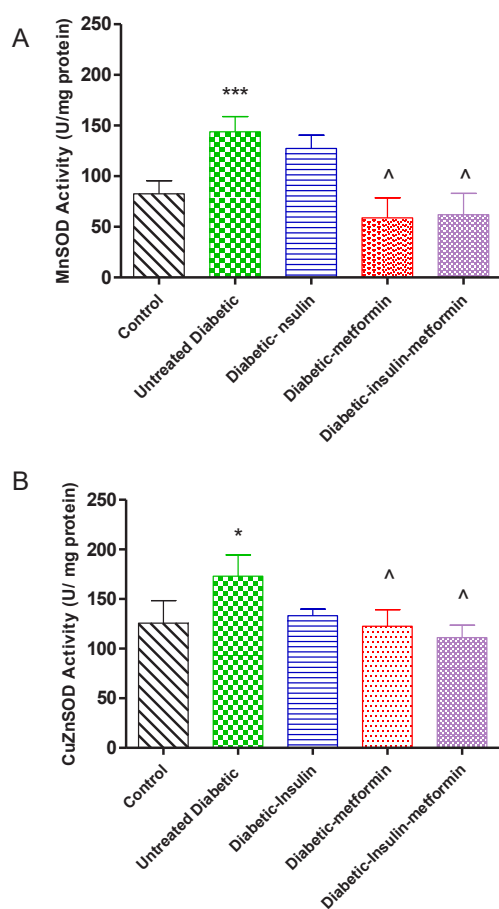 A
MnSOD Activity (U/mg protein)
250
200
150
100
50
0
***
^
^
Control
Untreated Diabetic
Diabetic- nsulin
Diabetic-metformin
Diabetic-insulin-metformin
B
CuZnSOD Activity (U/ mg protein)
250
200
150
100
50
0
*
^
^
Control
Untreated Diabetic
Diabetic-Insulin
Diabetic-metformin
Diabetic-Insulin-metformin